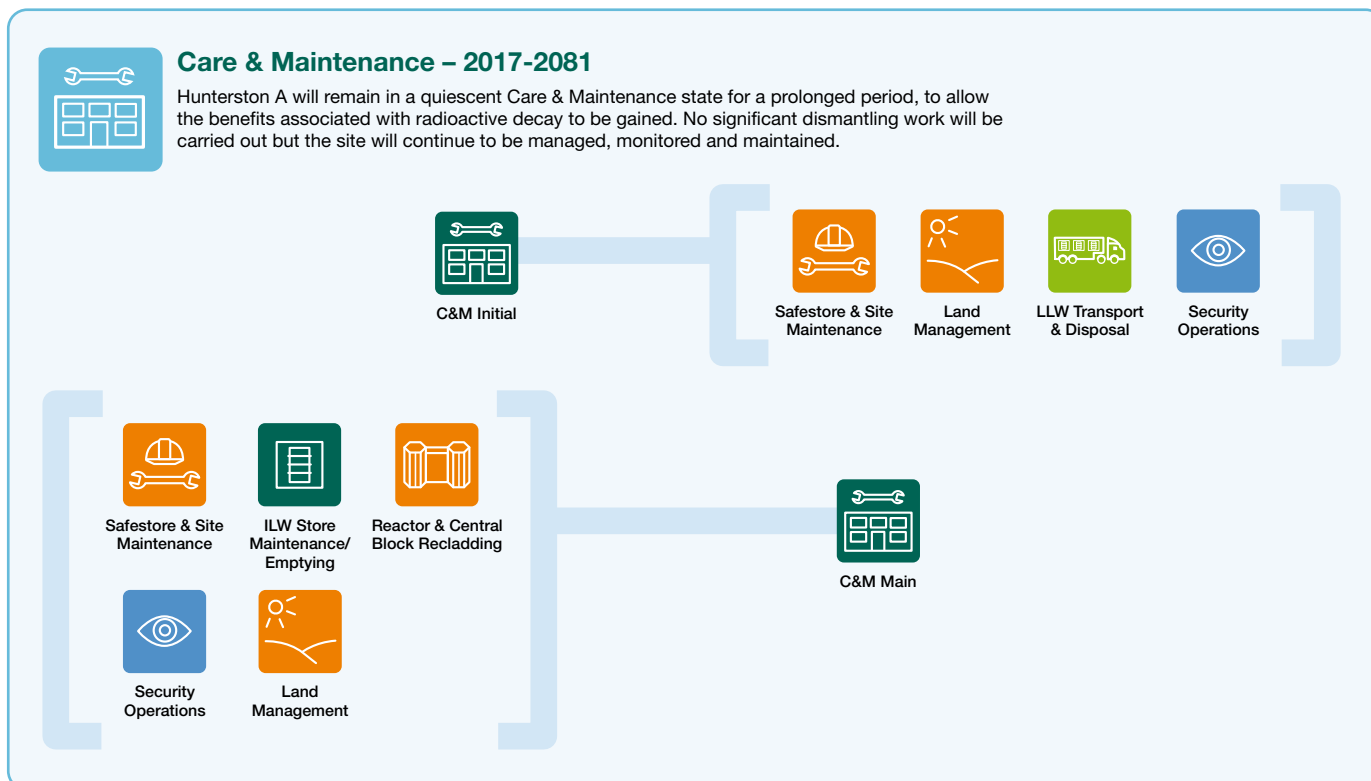 Care & Maintenance – 2017-2081
Hunterston A will remain in a quiescent Care & Maintenance state for a prolonged period, to allow
the benefits associated with radioactive decay to be gained. No significant dismantling work will be
carried out but the site will continue to be managed, monitored and maintained.
C&M Initial
Safestore & Site
Maintenance
Land
Management
LLW Transport
& Disposal
Security
Operations
Safestore & Site
Maintenance
ILW Store
Maintenance/
Emptying
Reactor & Central
Block Recladding
Security
Operations
Land
Management
C&M Main